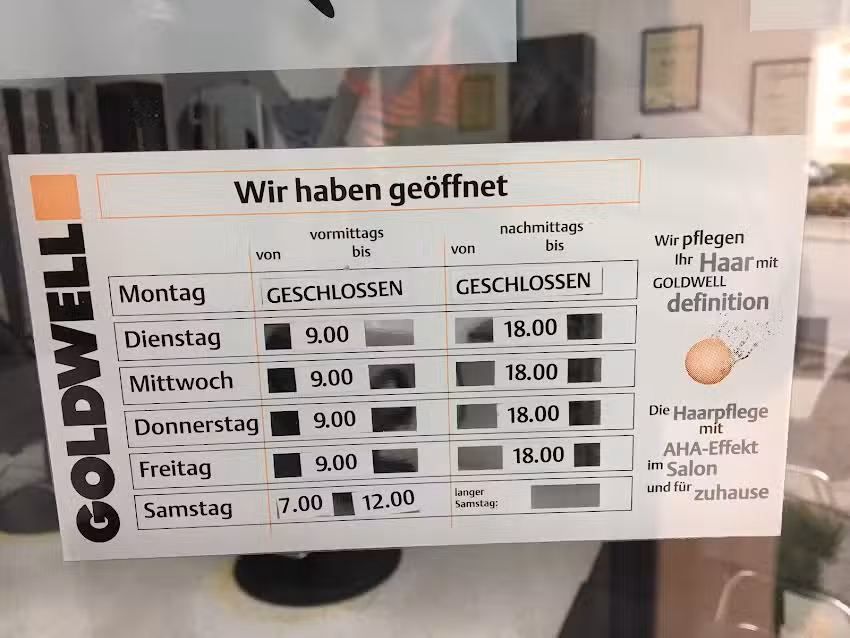 Wir haben geöffnet
vormittags nachmittags
von bis von bis
Montag GESCHLOSSEN GESCHLOSSEN
Dienstag 9.00 18.00
Mittwoch 9.00 18.00
Donnerstag 9.00 18.00
Freitag 9.00 18.00
Samstag 7.00 12.00 langer
Samstag:
GOLDWELL
Wir pflegen
Ihr Haar mit
GOLDWELL
definition
Die Haarpflege
mit
AHA-Effekt
im Salon
und für zuhause